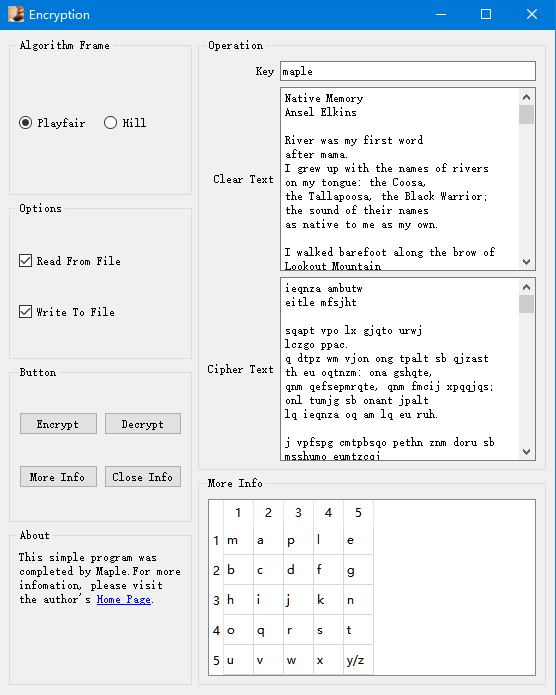 Encryption
Algorithm Frame
Playfair Hill
Options
Read From File
Write To File
Button
Encrypt Decrypt
More Info Close Info
About
This simple program was
completed by Maple.For more
infomation, please visit
the author's Home Page.
Operation
Key maple
Clear Text
Native Memory
Ansel Elkins
River was my first word
after mama.
I grew up with the names of rivers
on my tongue: the Coosa,
the Tallapoosa, the Black Warrior;
the sound of their names
as native to me as my own.
I walked barefoot along the brow of
Lookout Mountain
Cipher Text
ieqnza ambutw
eitle mfsjht
sqapt vpo lx gjqto urwj
lczgo ppac.
q dtpz wm vjon ong tpalt sb qjzast
th eu oqtnzm: ona gshqte,
qnm qefsepmrqte, qnm fmcij xpqqjqs;
onl tumjg sb onant jpalt
lq ieqnza oq am lq eu ruh.
j vpfspg cmtpbsqo pethn znm doru sb
msshumo eumtzcqi
More Info
1 2 3 4 5
1 m a p l e
2 b c d f g
3 h i j k n
4 o q r s t
5 u v w x y/z